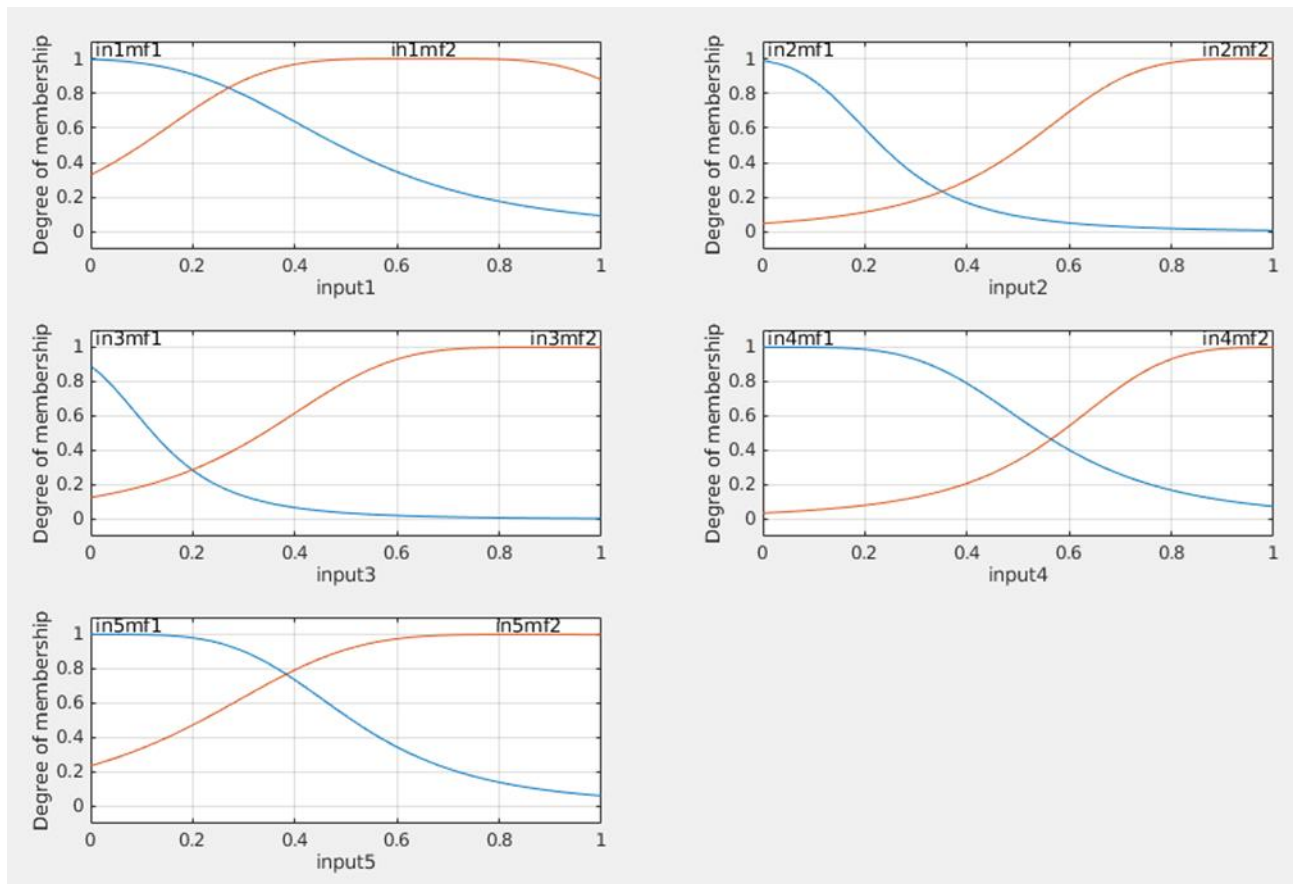 in1mf1 in1mf2
Degree of membership
1
0.8
0.6
0.4
0.2
0
0 0.2 0.4 0.6 0.8 1
input1
in2mf1 in2mf2
Degree of membership
1
0.8
0.6
0.4
0.2
0
0 0.2 0.4 0.6 0.8 1
input2
in3mf1 in3mf2
Degree of membership
1
0.8
0.6
0.4
0.2
0
0 0.2 0.4 0.6 0.8 1
input3
in4mf1 in4mf2
Degree of membership
1
0.8
0.6
0.4
0.2
0
0 0.2 0.4 0.6 0.8 1
input4
in5mf1 in5mf2
Degree of membership
1
0.8
0.6
0.4
0.2
0
0 0.2 0.4 0.6 0.8 1
input5